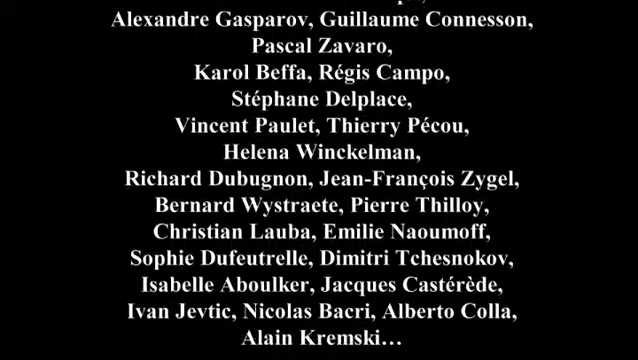 Alexandre Gasparov, Guillaume Connesson,
Pascal Zavaro,
Karol Beffa, Régis Campo,
Stéphane Delplace,
Vincent Paulet, Thierry Pécou,
Helena Winckelman,
Richard Dubugnon, Jean-François Zygel,
Bernard Wystraete, Pierre Thilloy,
Christian Lauba, Emilie Naoumoff,
Sophie Dufeutrelle, Dimitri Tchesnokov,
Isabelle Aboulker, Jacques Castérède,
Ivan Jevtic, Nicolas Bacri, Alberto Colla,
Alain Kremski…